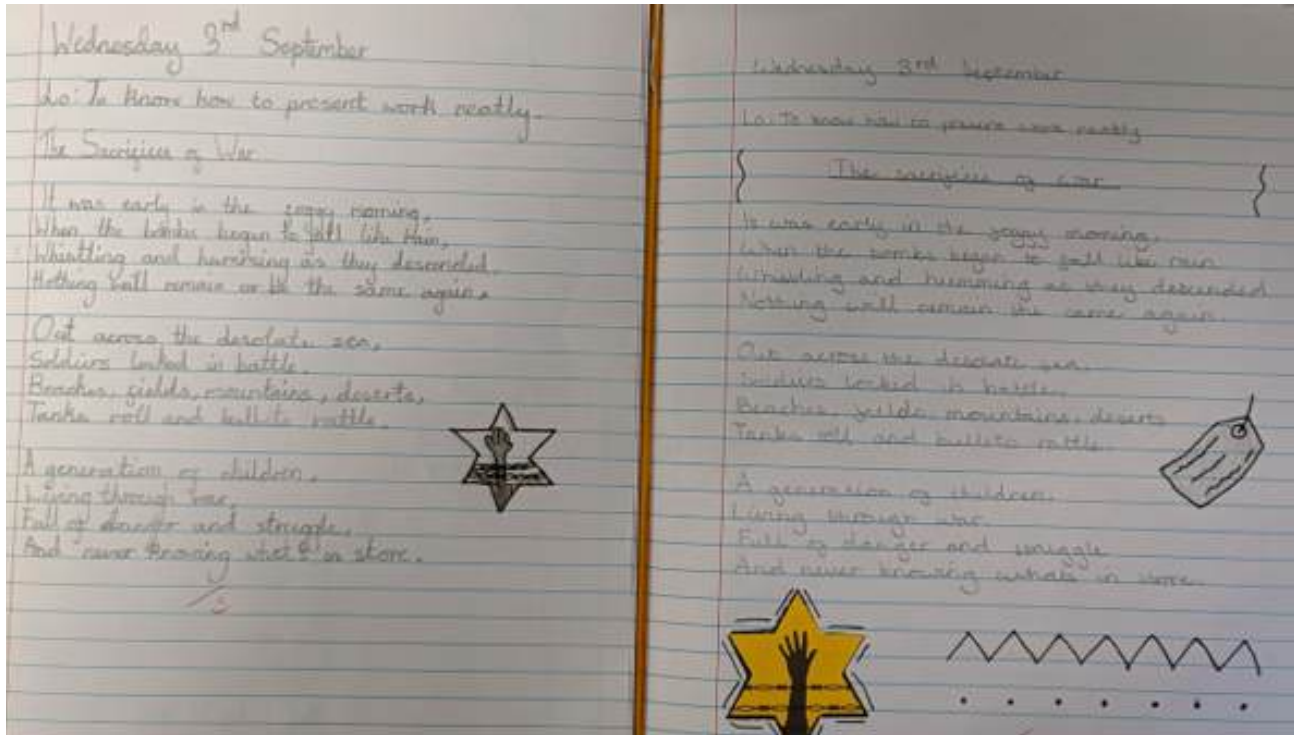 Wednesday 3rd September
Lo: To know how to present work neatly.
The Sacrifices of War
It was early in the foggy morning,
When the bombs began to fall like rain,
Whistling and humming as they descended.
Nothing will remain or be the same again.
Out across the desolate sea,
Soldiers locked in battle.
Beaches, fields, mountains, deserts,
Tanks roll and bullets rattle.
A generation of children,
Living through war,
Full of danger and struggle,
And never knowing what's in store.
Wednesday 3rd September
Lo: To know how to present work neatly
The sacrifices of war
It was early in the foggy morning,
When the bombs began to fall like rain
Whistling and humming as they descended
Nothing will remain the same again.
Out across the desolate sea,
Soldiers locked in battle.
Beaches, fields, mountains, deserts
Tanks roll and bullets rattle.
A generation of children,
Living through war.
Full of danger and struggle
And never knowing whats in store.